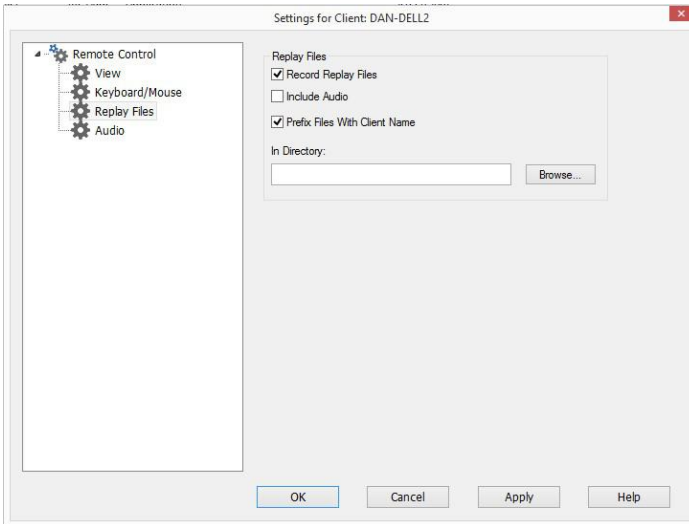 Settings for Client: DAN-DELL2
Remote Control
View
Keyboard/Mouse
Replay Files
Audio
Replay Files
Record Replay Files
Include Audio
Prefix Files With Client Name
In Directory:
Browse...
OK
Cancel
Apply
Help